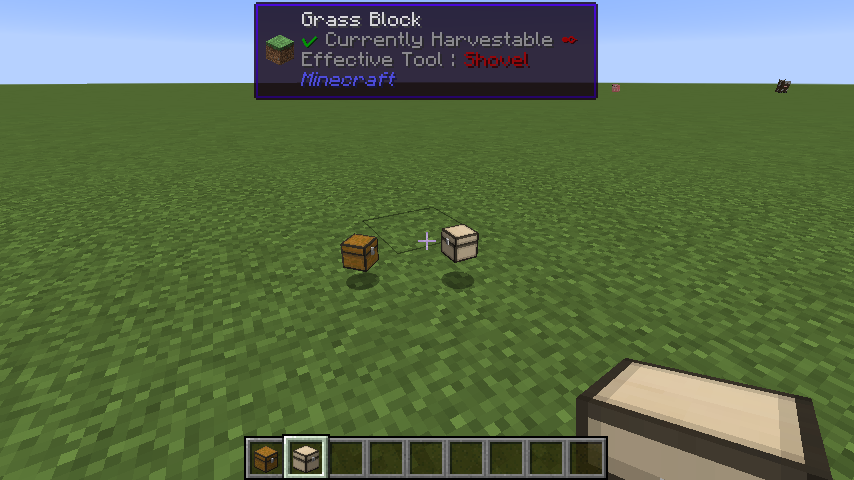 Grass Block
✓ Currently Harvestable
Effective Tool : Shovel
Minecraft